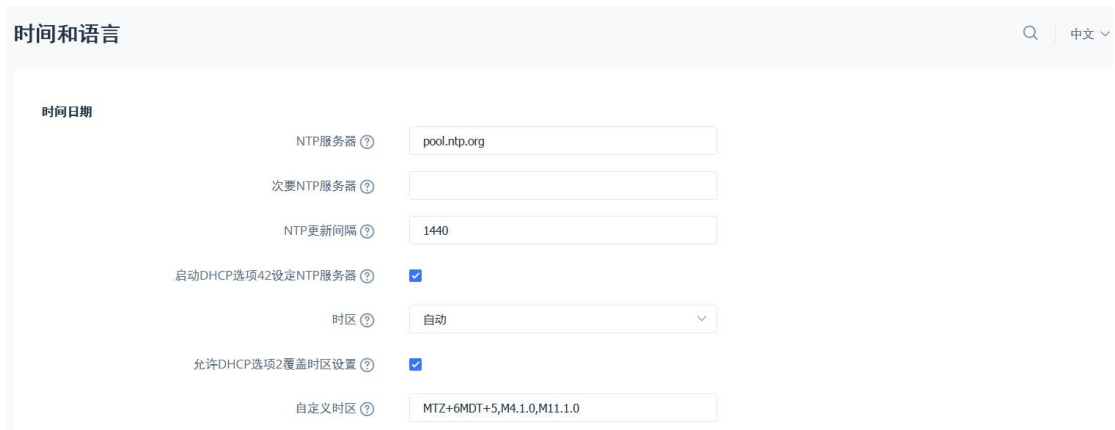 时间和语言
中文
时间日期
NTP服务器
pool.ntp.org
次要NTP服务器
NTP更新间隔
1440
启动DHCP选项42设定NTP服务器
时区
自动
允许DHCP选项2覆盖时区设置
自定义时区
MTZ+6MDT+5,M4.1.0,M11.1.0